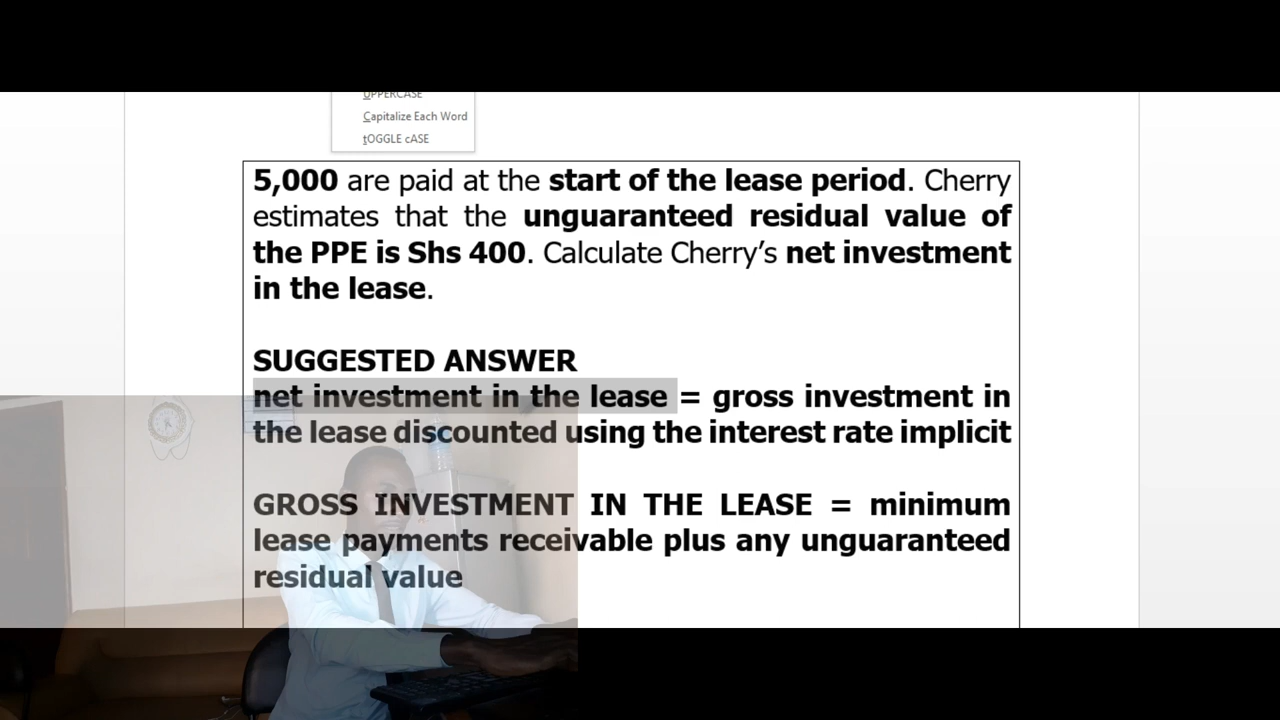 UPPERCASE
Capitalize Each Word
tOGGLE cASE
5,000 are paid at the start of the lease period. Cherry
estimates that the unguaranteed residual value of
the PPE is Shs 400. Calculate Cherry’s net investment
in the lease.
SUGGESTED ANSWER
net investment in the lease = gross investment in
the lease discounted using the interest rate implicit
GROSS INVESTMENT IN THE LEASE = minimum
lease payments receivable plus any unguaranteed
residual value